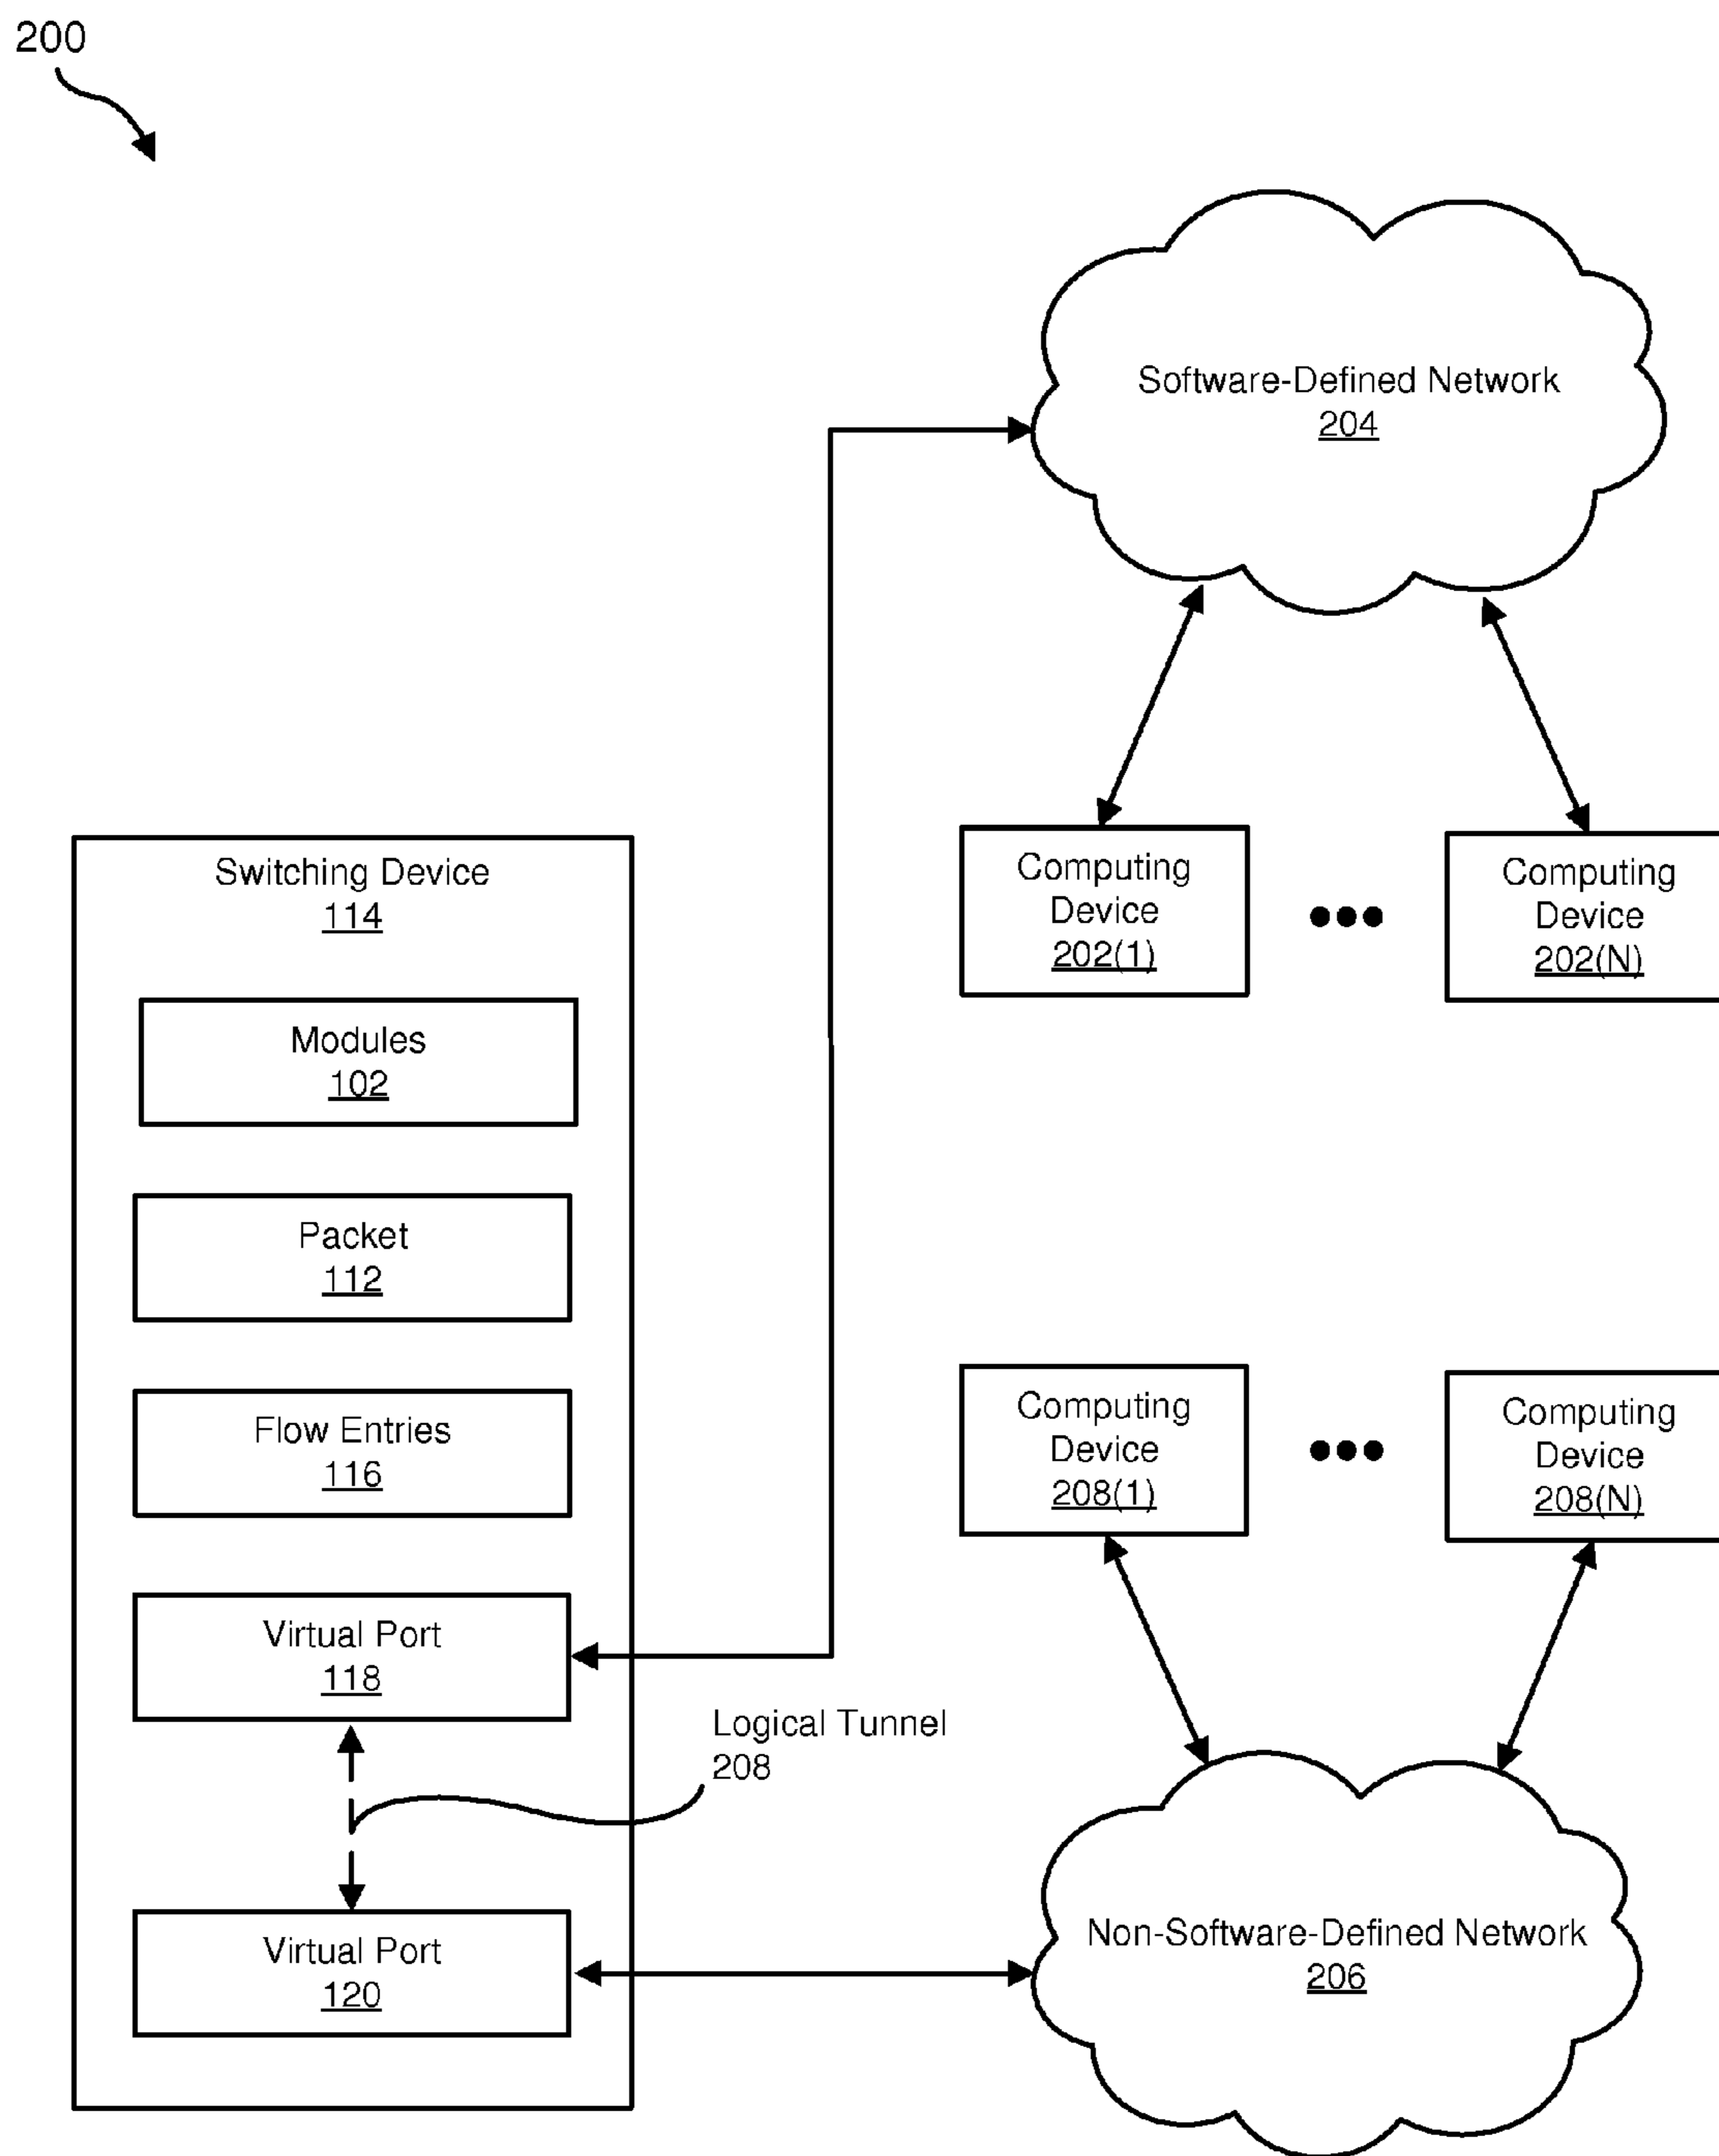 200
Software-Defined Network
204
Switching Device
114
Modules
102
Packet
112
Flow Entries
116
Virtual Port
118
Logical Tunnel
208
Virtual Port
120
Computing
Device
202(1)
Computing
Device
202(N)
Computing
Device
208(1)
Computing
Device
208(N)
Non-Software-Defined Network
206